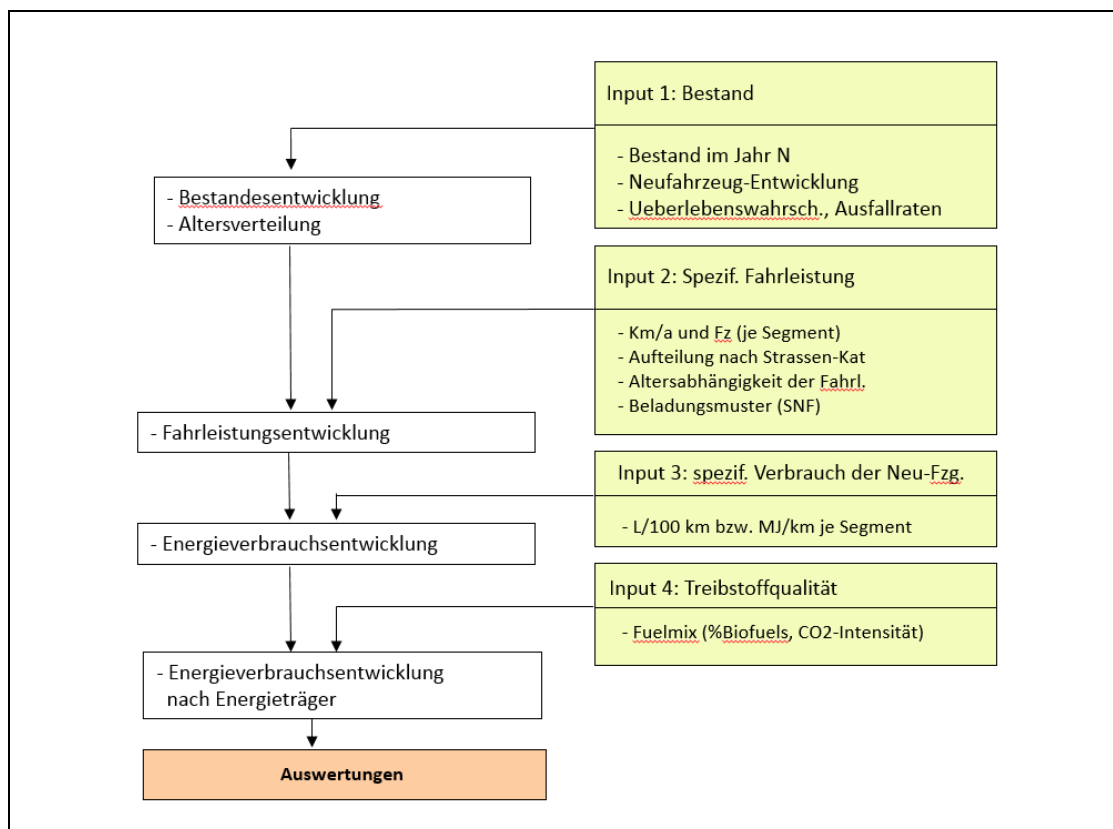 Input 1: Bestand
- Bestand im Jahr N
- Neufahrzeug-Entwicklung
- Ueberlebenswahrsch., Ausfallraten
- Bestandesentwicklung
- Altersverteilung
Input 2: Spezif. Fahrleistung
- Km/a und Fz (je Segment)
- Aufteilung nach Strassen-Kat
- Altersabhängigkeit der Fahrl.
- Beladungsmuster (SNF)
- Fahrleistungsentwicklung
Input 3: spezif. Verbrauch der Neu-Fzg.
- L/100 km bzw. MJ/km je Segment
- Energieverbrauchsentwicklung
Input 4: Treibstoffqualität
- Fuelmix (%Biofuels, CO2-Intensität)
- Energieverbrauchsentwicklung
nach Energieträger
Auswertungen